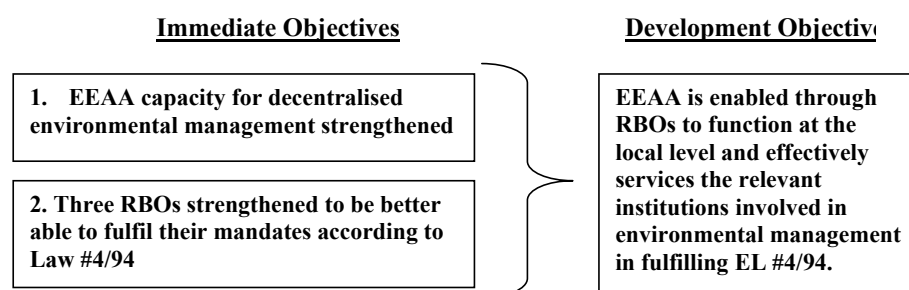 Immediate Objectives
Development Objective
1. EEAA capacity for decentralised
environmental management strengthened
2. Three RBOs strengthened to be better
able to fulfil their mandates according to
Law #4/94
EEAA is enabled through
RBOs to function at the
local level and effectively
services the relevant
institutions involved in
environmental management
in fulfilling EL #4/94.